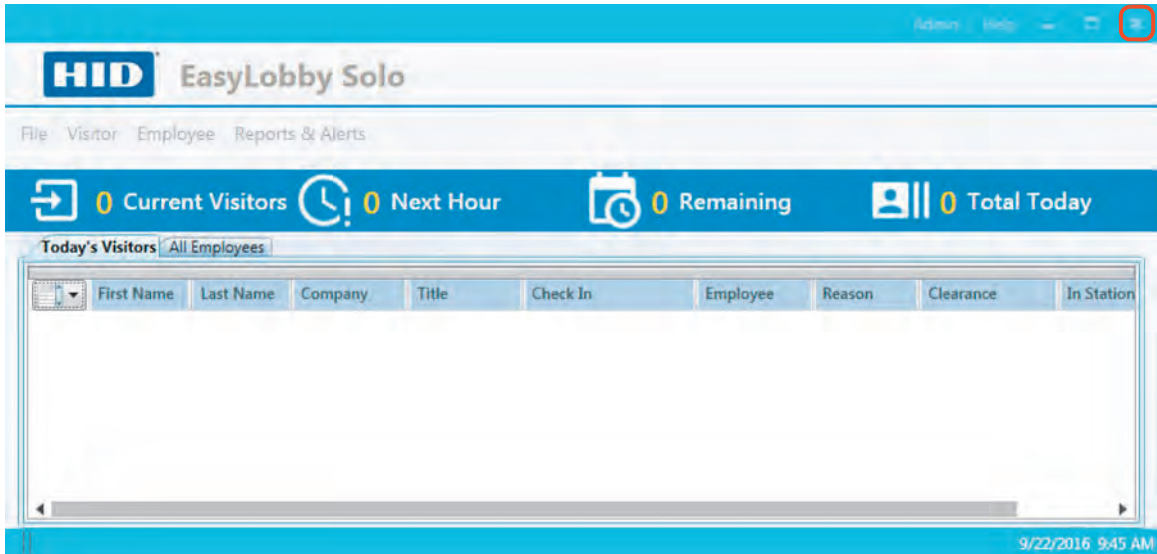 Admin Help
HID EasyLobby Solo
File Visitor Employee Reports & Alerts
0 Current Visitors 0 Next Hour 0 Remaining 0 Total Today
Today's Visitors All Employees
First Name Last Name Company Title Check In Employee Reason Clearance In Station
9/22/2016 9:45 AM